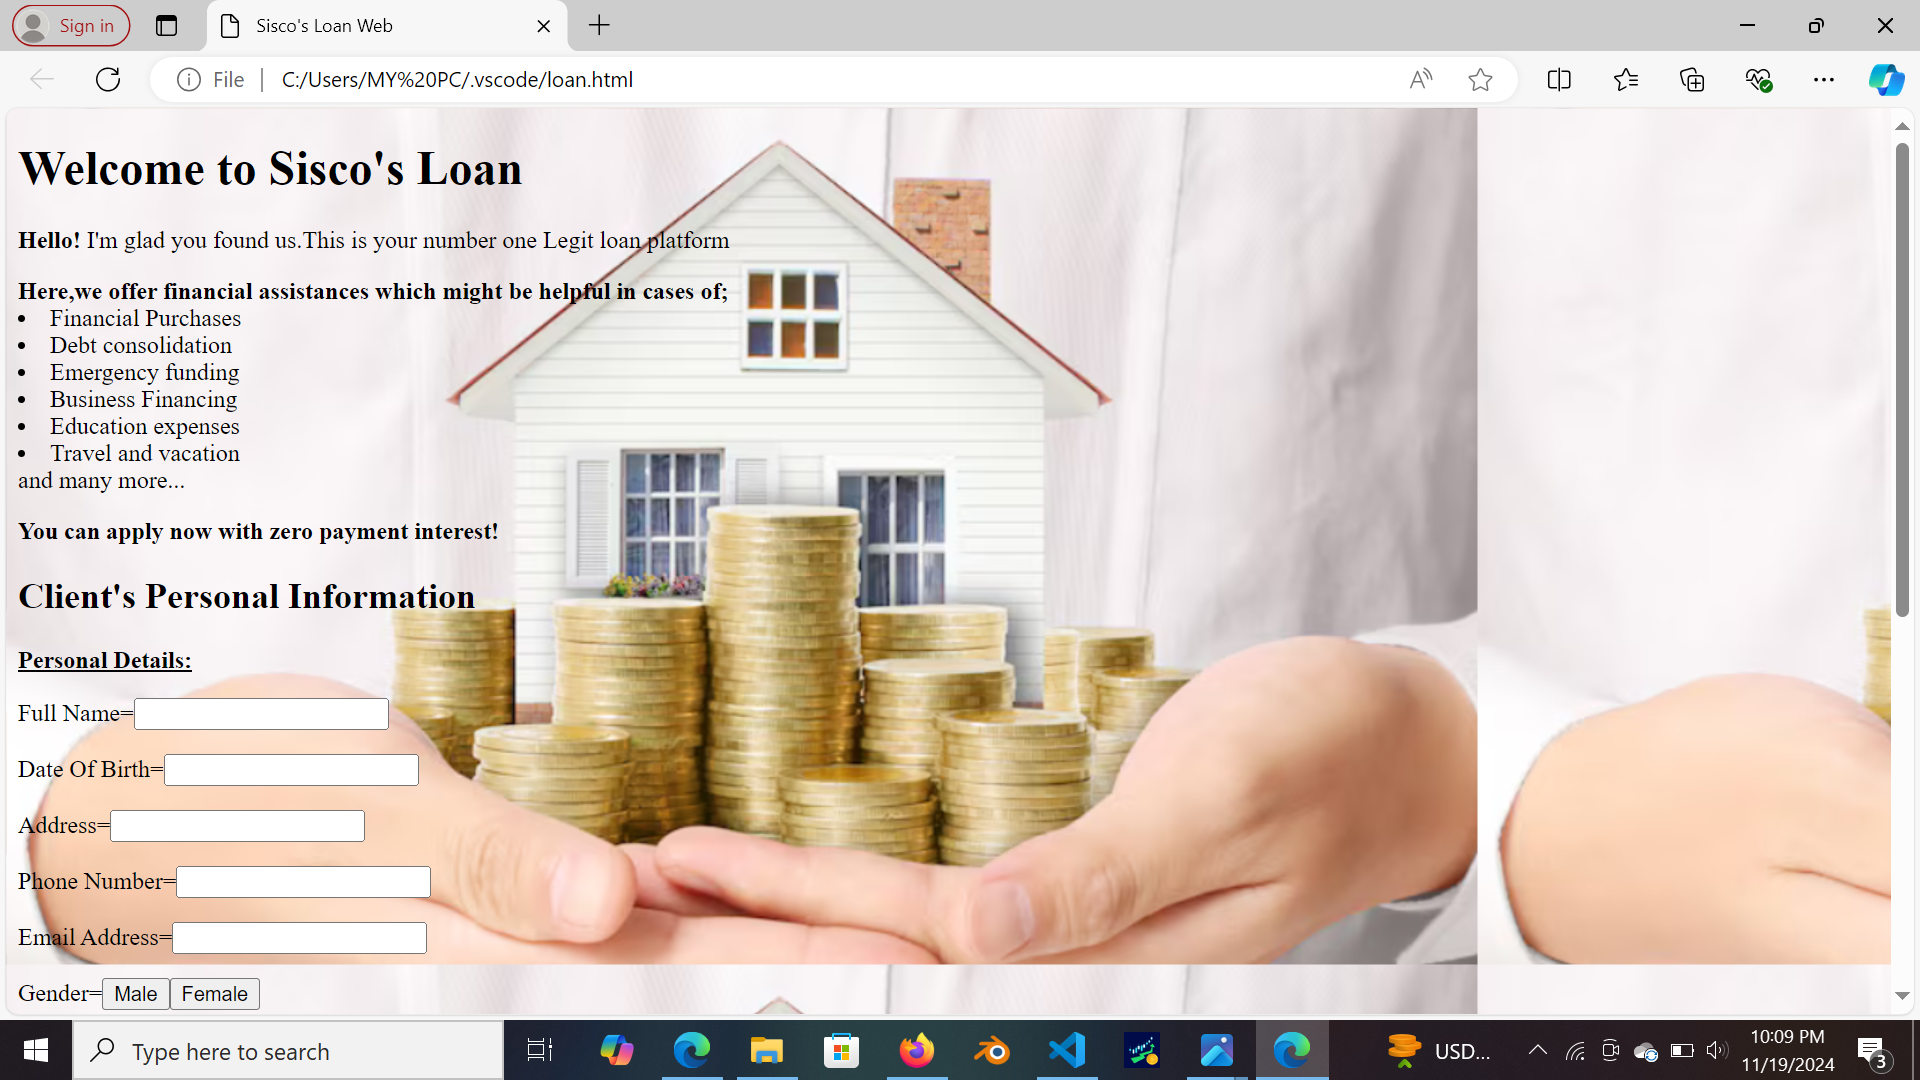 Sign in
Sisco's Loan Web
File
C:/Users/MY%20PC/.vscode/loan.html
Welcome to Sisco's Loan
Hello! I'm glad you found us.This is your number one Legit loan platform
Here,we offer financial assistances which might be helpful in cases of;
• Financial Purchases
• Debt consolidation
• Emergency funding
• Business Financing
• Education expenses
• Travel and vacation
and many more...
You can apply now with zero payment interest!
Client's Personal Information
Personal Details:
Full Name=
Date Of Birth=
Address=
Phone Number=
Email Address=
Gender= Male Female
Type here to search
USD...
10:09 PM
11/19/2024
3